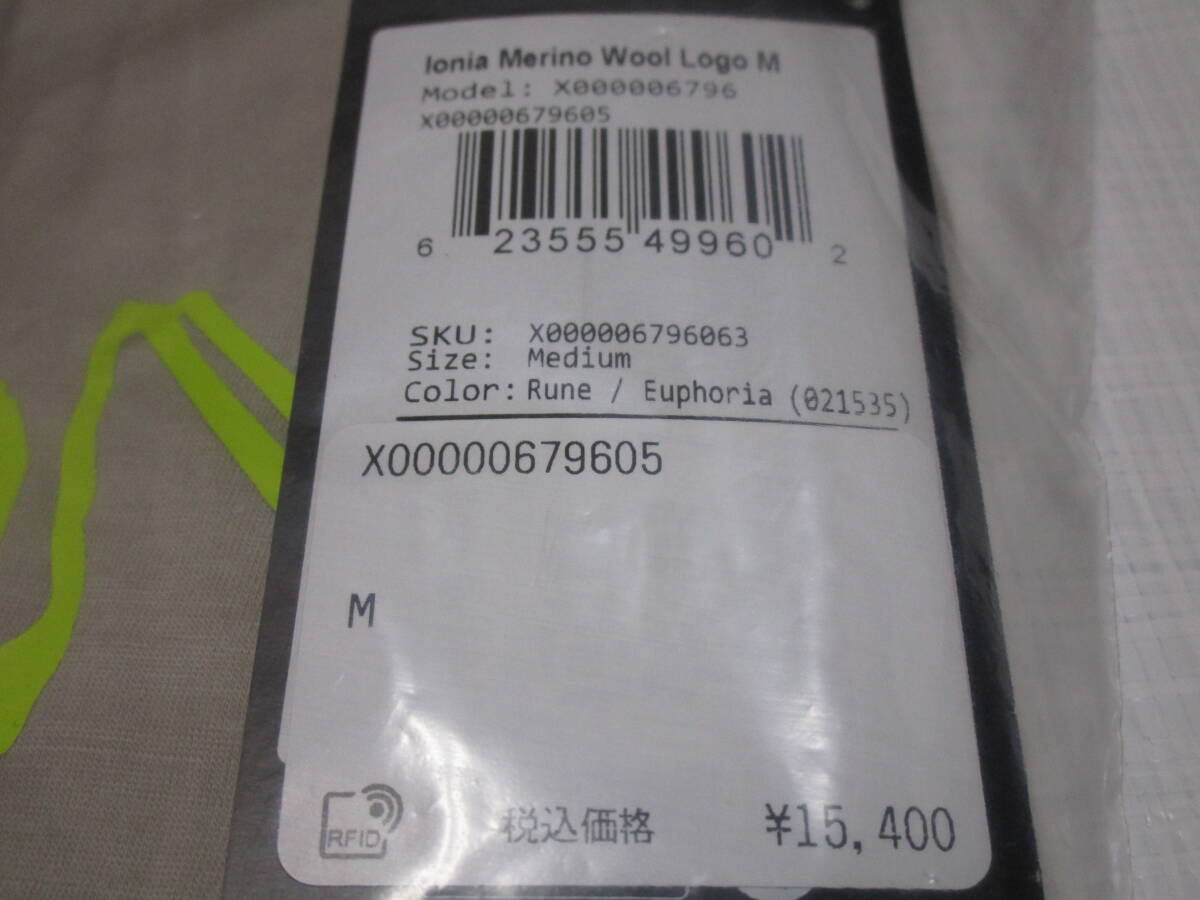 Ionia Merino Wool Logo M
Model: X000006796
X00000679605
6 23555 49960 2
SKU: X000006796063
Size: Medium
Color: Rune / Euphoria (021535)
X00000679605
M
RFID 税込価格 ¥15,400